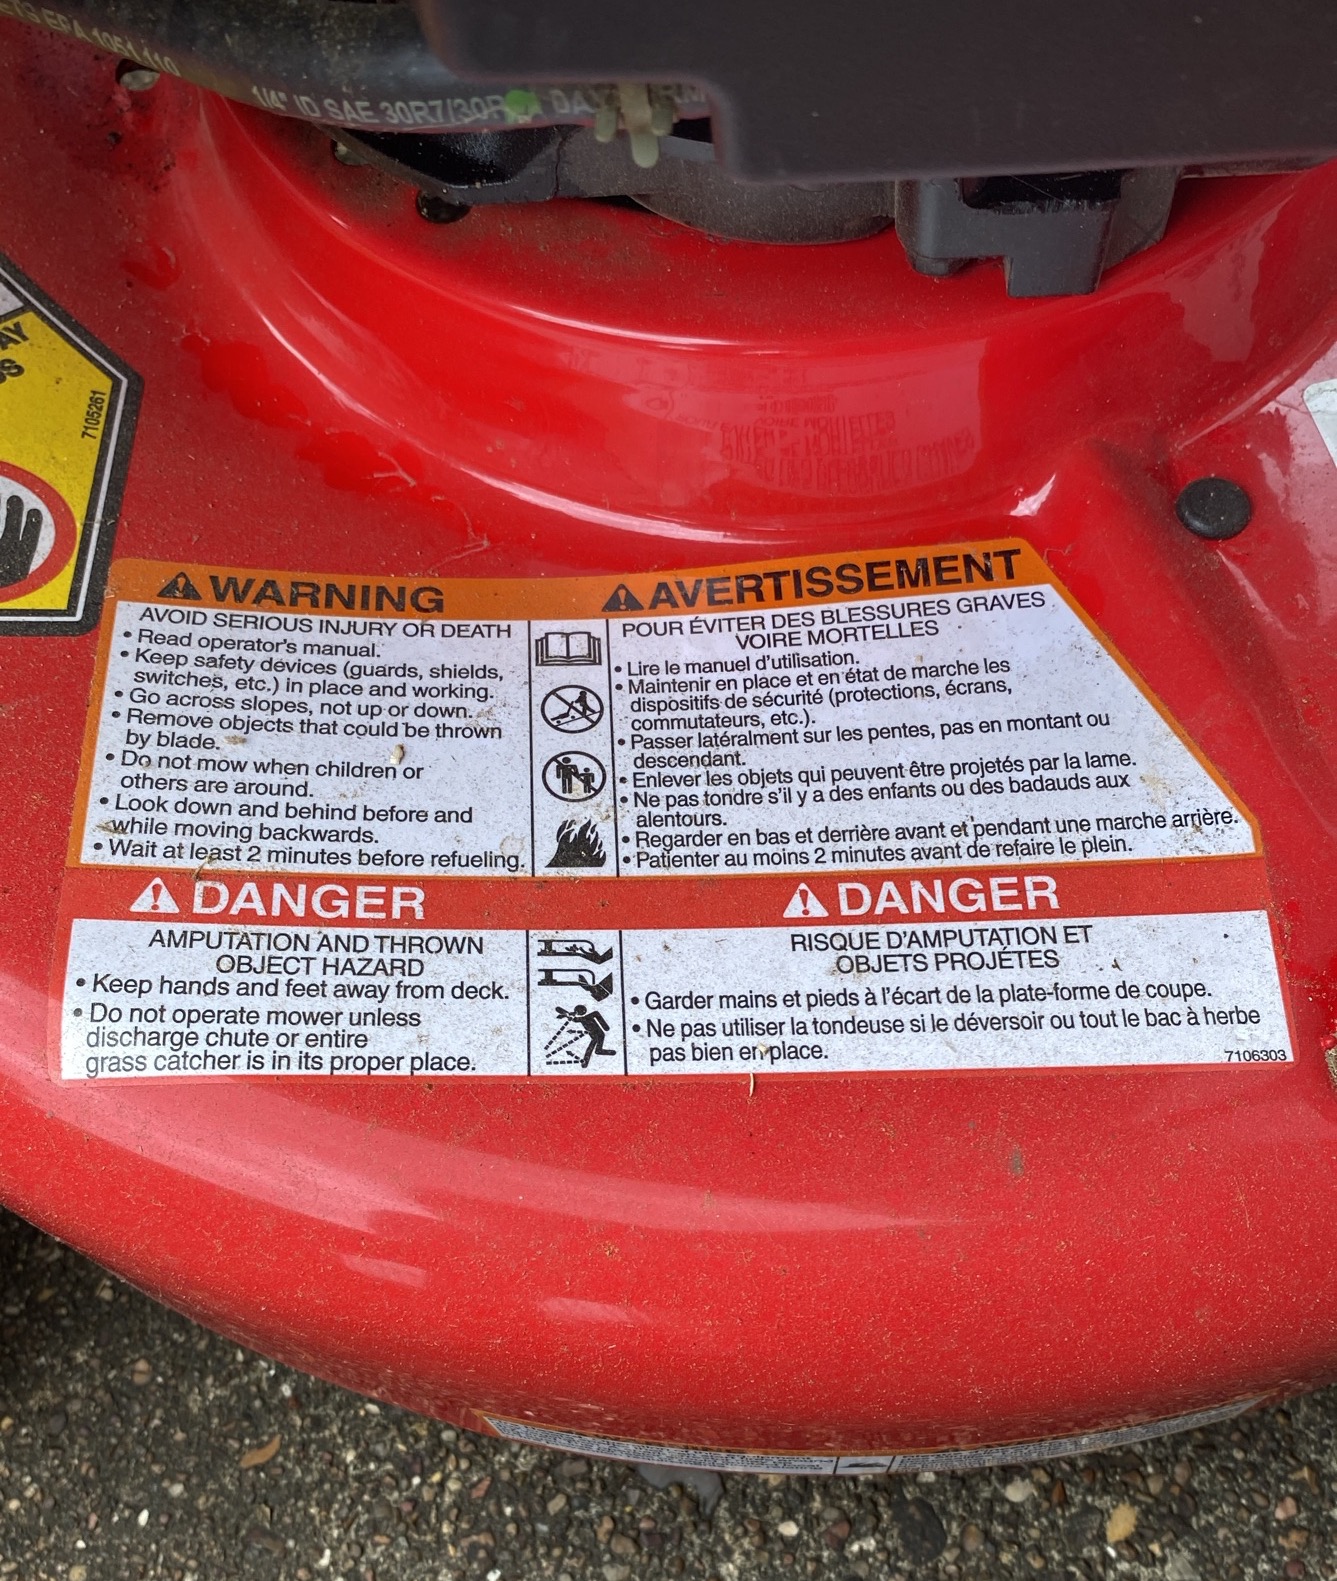 EPA 1051 110
1/4" ID SAE 30R7/30R
AY
7105261
WARNING
AVOID SERIOUS INJURY OR DEATH
• Read operator's manual.
• Keep safety devices (guards, shields,
switches, etc.) in place and working.
• Go across slopes, not up or down.
• Remove objects that could be thrown
by blade.
• Do not mow when children or
others are around.
• Look down and behind before and
while moving backwards.
• Wait at least 2 minutes before refueling.
AVERTISSEMENT
POUR ÉVITER DES BLESSURES GRAVES
VOIRE MORTELLES
• Lire le manuel d'utilisation.
• Maintenir en place et en état de marche les
dispositifs de sécurité (protections, écrans,
commutateurs, etc.).
• Passer latéralment sur les pentes, pas en montant ou
descendant.
• Enlever les objets qui peuvent être projetés par la lame.
• Ne pas tondre s'il y a des enfants ou des badauds aux
alentours.
• Regarder en bas et derrière avant et pendant une marche arrière.
• Patienter au moins 2 minutes avant de refaire le plein.
DANGER
AMPUTATION AND THROWN
OBJECT HAZARD
• Keep hands and feet away from deck.
• Do not operate mower unless
discharge chute or entire
grass catcher is in its proper place.
DANGER
RISQUE D'AMPUTATION ET
OBJETS PROJÉTÉS
• Garder mains et pieds à l'écart de la plate-forme de coupe.
• Ne pas utiliser la tondeuse si le déversoir ou tout le bac à herbe
pas bien en place.
7106303